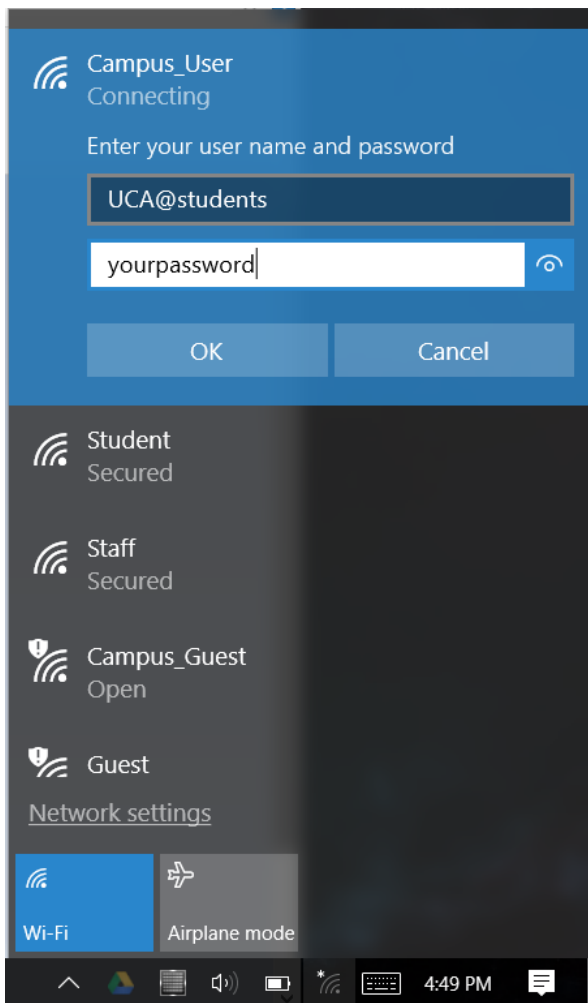 Campus_User
Connecting
Enter your user name and password
UCA@students
yourpassword
OK Cancel
Student
Secured
Staff
Secured
Campus_Guest
Open
Guest
Network settings
Wi-Fi Airplane mode
4:49 PM